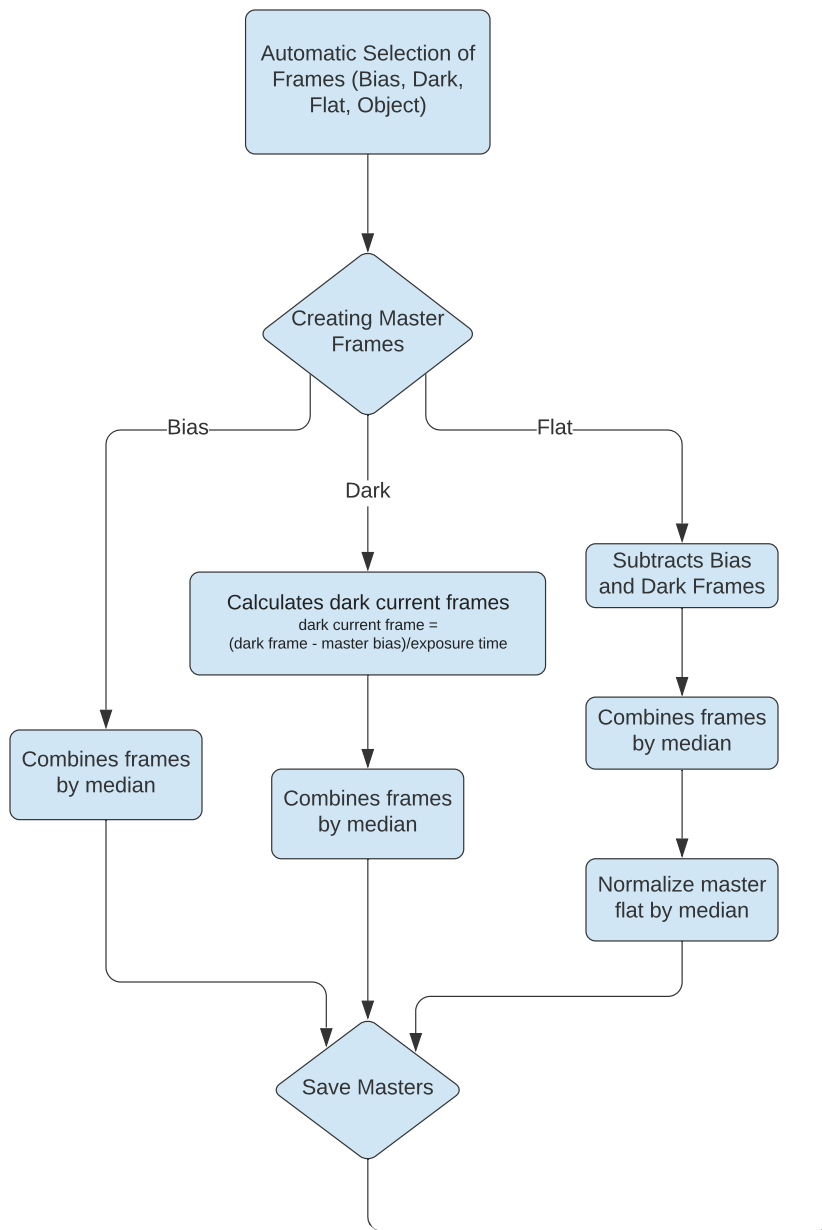 Automatic Selection of
Frames (Bias, Dark,
Flat, Object)
Creating Master
Frames
Bias
Flat
Dark
Subtracts Bias
and Dark Frames
Calculates dark current frames
dark current frame =
(dark frame - master bias)/exposure time
Combines frames
by median
Combines frames
by median
Combines frames
by median
Normalize master
flat by median
Save Masters